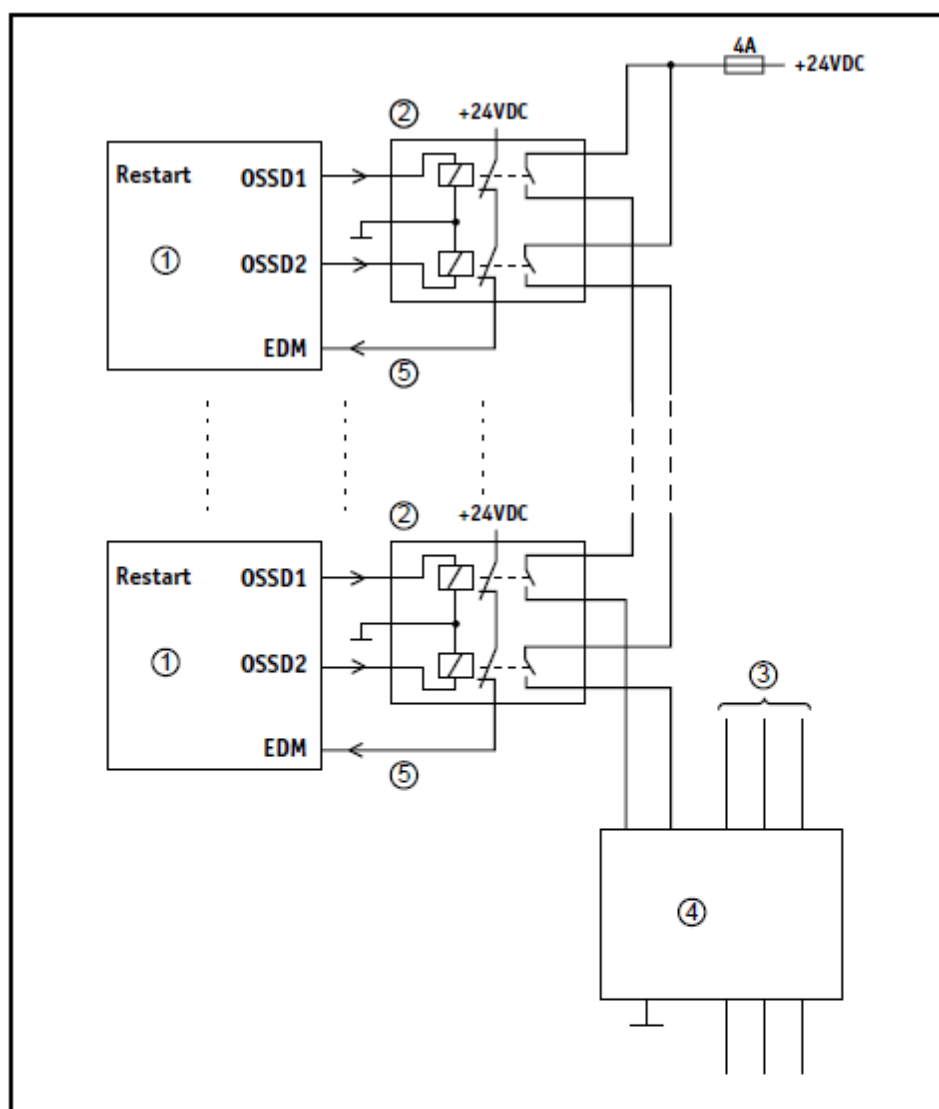 4A
+24VDC
② +24VDC
Restart OSSD1
① OSSD2
EDM
⑤
② +24VDC
Restart OSSD1
① OSSD2
③
EDM
⑤
④